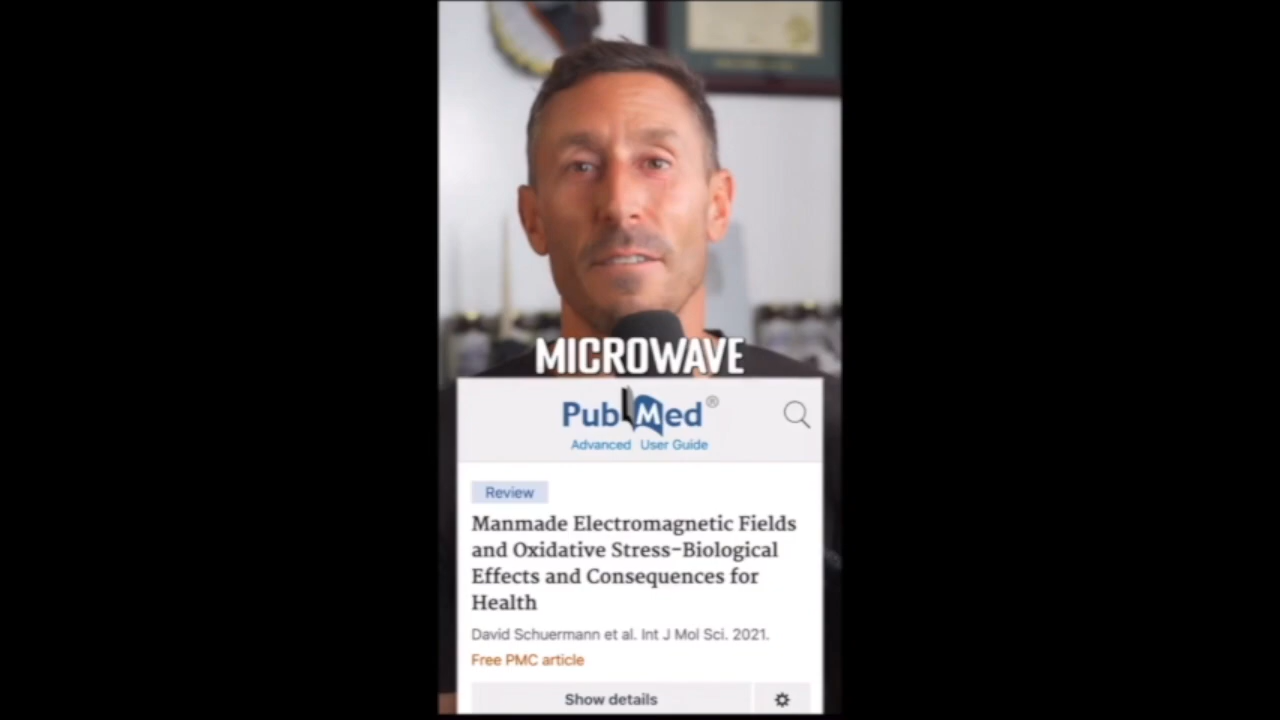 MICROWAVE
PubMed®
Advanced User Guide
Review
Manmade Electromagnetic Fields
and Oxidative Stress-Biological
Effects and Consequences for
Health
David Schuermann et al. Int J Mol Sci. 2021.
Free PMC article
Show details